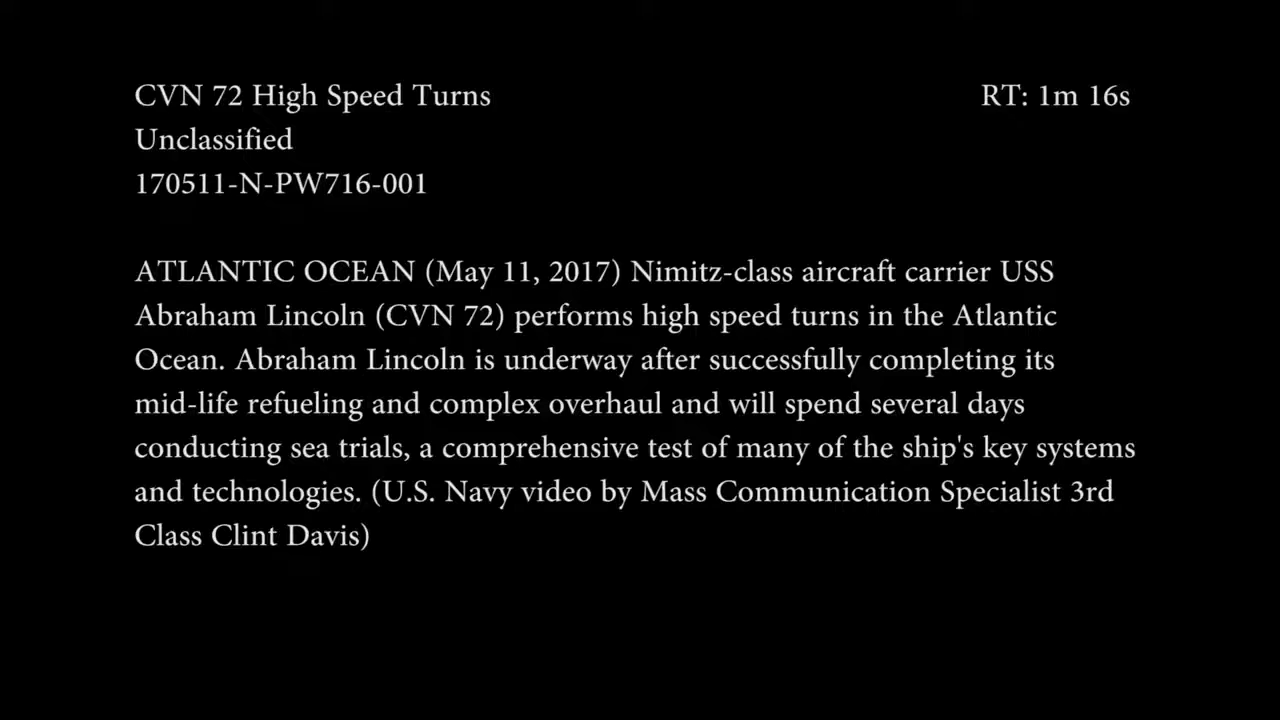 CVN 72 High Speed Turns RT: 1m 16s
Unclassified
170511-N-PW716-001
ATLANTIC OCEAN (May 11, 2017) Nimitz-class aircraft carrier USS
Abraham Lincoln (CVN 72) performs high speed turns in the Atlantic
Ocean. Abraham Lincoln is underway after successfully completing its
mid-life refueling and complex overhaul and will spend several days
conducting sea trials, a comprehensive test of many of the ship's key systems
and technologies. (U.S. Navy video by Mass Communication Specialist 3rd
Class Clint Davis)